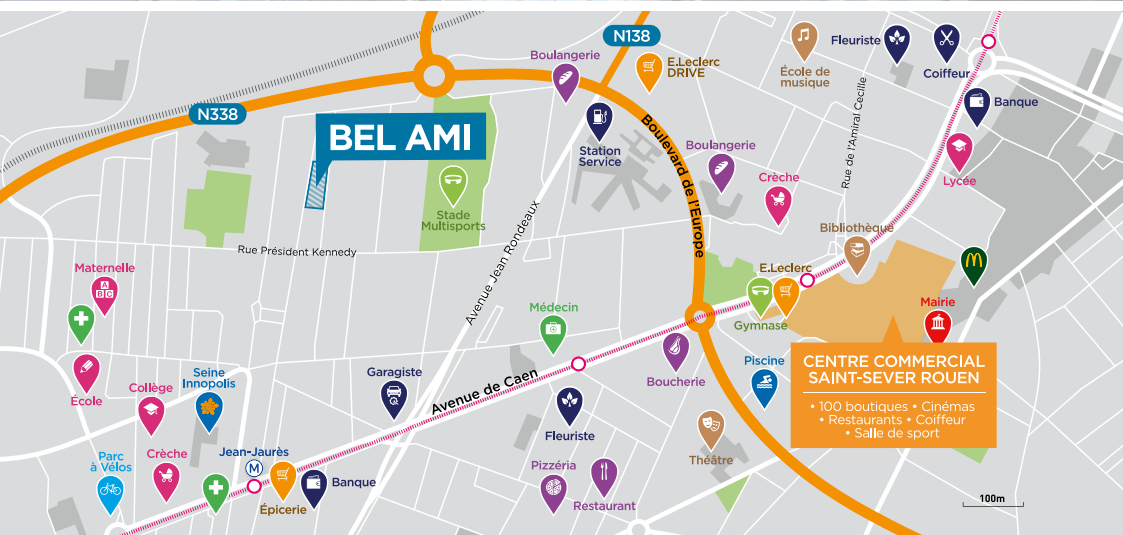 Boulangerie
N138
E.Leclerc
DRIVE
École de
musique
Fleuriste
Coiffeur
Banque
N338
BEL AMI
Station
Service
Boulevard de l'Europe
Boulangerie
Rue de l'Amiral Cecille
Crèche
Lycée
Stade
Multisports
Avenue Jean Rondeaux
Rue Président Kennedy
Bibliothèque
Maternelle
A
B C
E.Leclerc
Gymnase
Mairie
Médecin
École
Collège
Seine
Innopolis
Garagiste
Avenue de Caen
Boucherie
Piscine
CENTRE COMMERCIAL
SAINT-SEVER ROUEN
• 100 boutiques • Cinémas
• Restaurants • Coiffeur
• Salle de sport
Fleuriste
Théâtre
Parc
à Vélos
Crèche
Jean-Jaurès
M
Épicerie
Banque
Pizzéria
Restaurant
100m